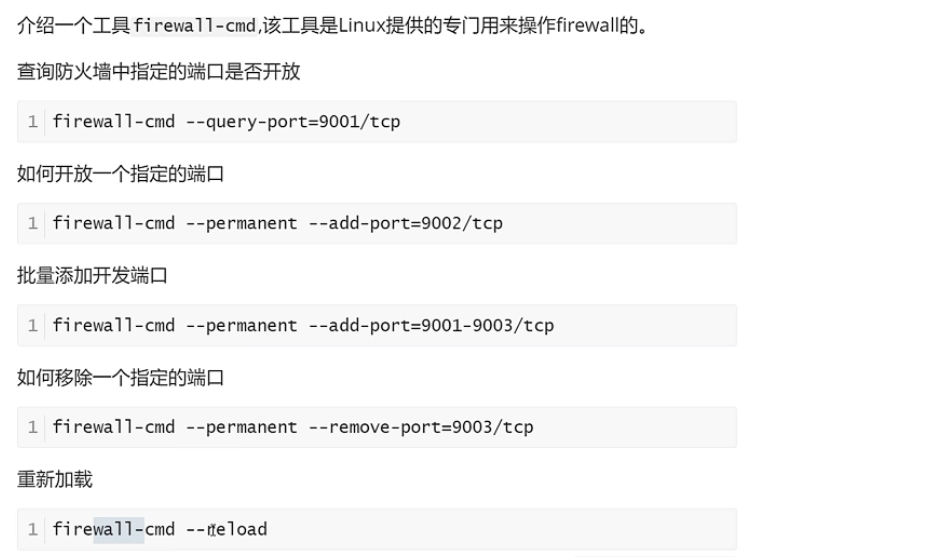 介绍一个工具firewall-cmd,该工具是Linux提供的专门用来操作firewall的。
查询防火墙中指定的端口是否开放
1 firewall-cmd --query-port=9001/tcp
如何开放一个指定的端口
1 firewall-cmd --permanent --add-port=9002/tcp
批量添加开发端口
1 firewall-cmd --permanent --add-port=9001-9003/tcp
如何移除一个指定的端口
1 firewall-cmd --permanent --remove-port=9003/tcp
重新加载
1 firewall-cmd --reload